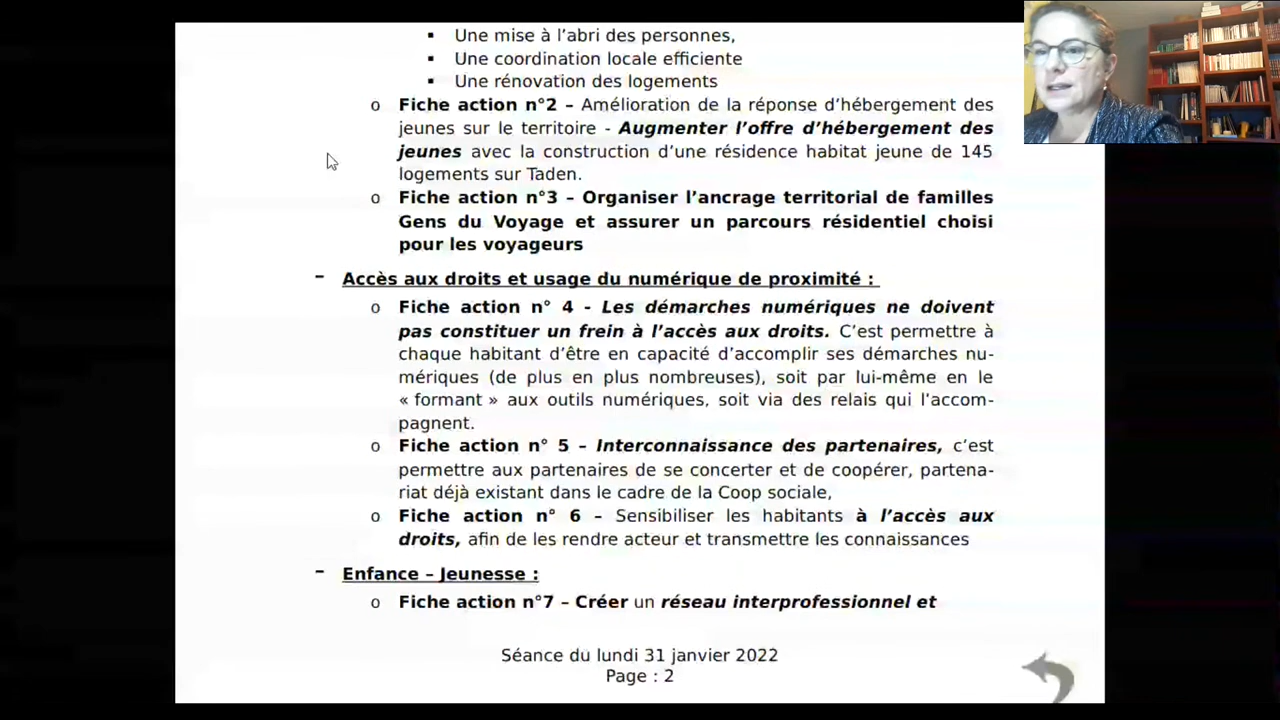 ▪ Une mise à l’abri des personnes,
▪ Une coordination locale efficiente
▪ Une rénovation des logements
o Fiche action n°2 – Amélioration de la réponse d’hébergement des
jeunes sur le territoire - Augmenter l’offre d’hébergement des
jeunes avec la construction d’une résidence habitat jeune de 145
logements sur Taden.
o Fiche action n°3 – Organiser l’ancrage territorial de familles
Gens du Voyage et assurer un parcours résidentiel choisi
pour les voyageurs
– Accès aux droits et usage du numérique de proximité :
o Fiche action n° 4 - Les démarches numériques ne doivent
pas constituer un frein à l’accès aux droits. C’est permettre à
chaque habitant d’être en capacité d’accomplir ses démarches nu-
mériques (de plus en plus nombreuses), soit par lui-même en le
« formant » aux outils numériques, soit via des relais qui l’accom-
pagnent.
o Fiche action n° 5 – Interconnaissance des partenaires, c’est
permettre aux partenaires de se concerter et de coopérer, partena-
riat déjà existant dans le cadre de la Coop sociale,
o Fiche action n° 6 – Sensibiliser les habitants à l’accès aux
droits, afin de les rendre acteur et transmettre les connaissances
– Enfance – Jeunesse :
o Fiche action n°7 – Créer un réseau interprofessionnel et
Séance du lundi 31 janvier 2022
Page : 2